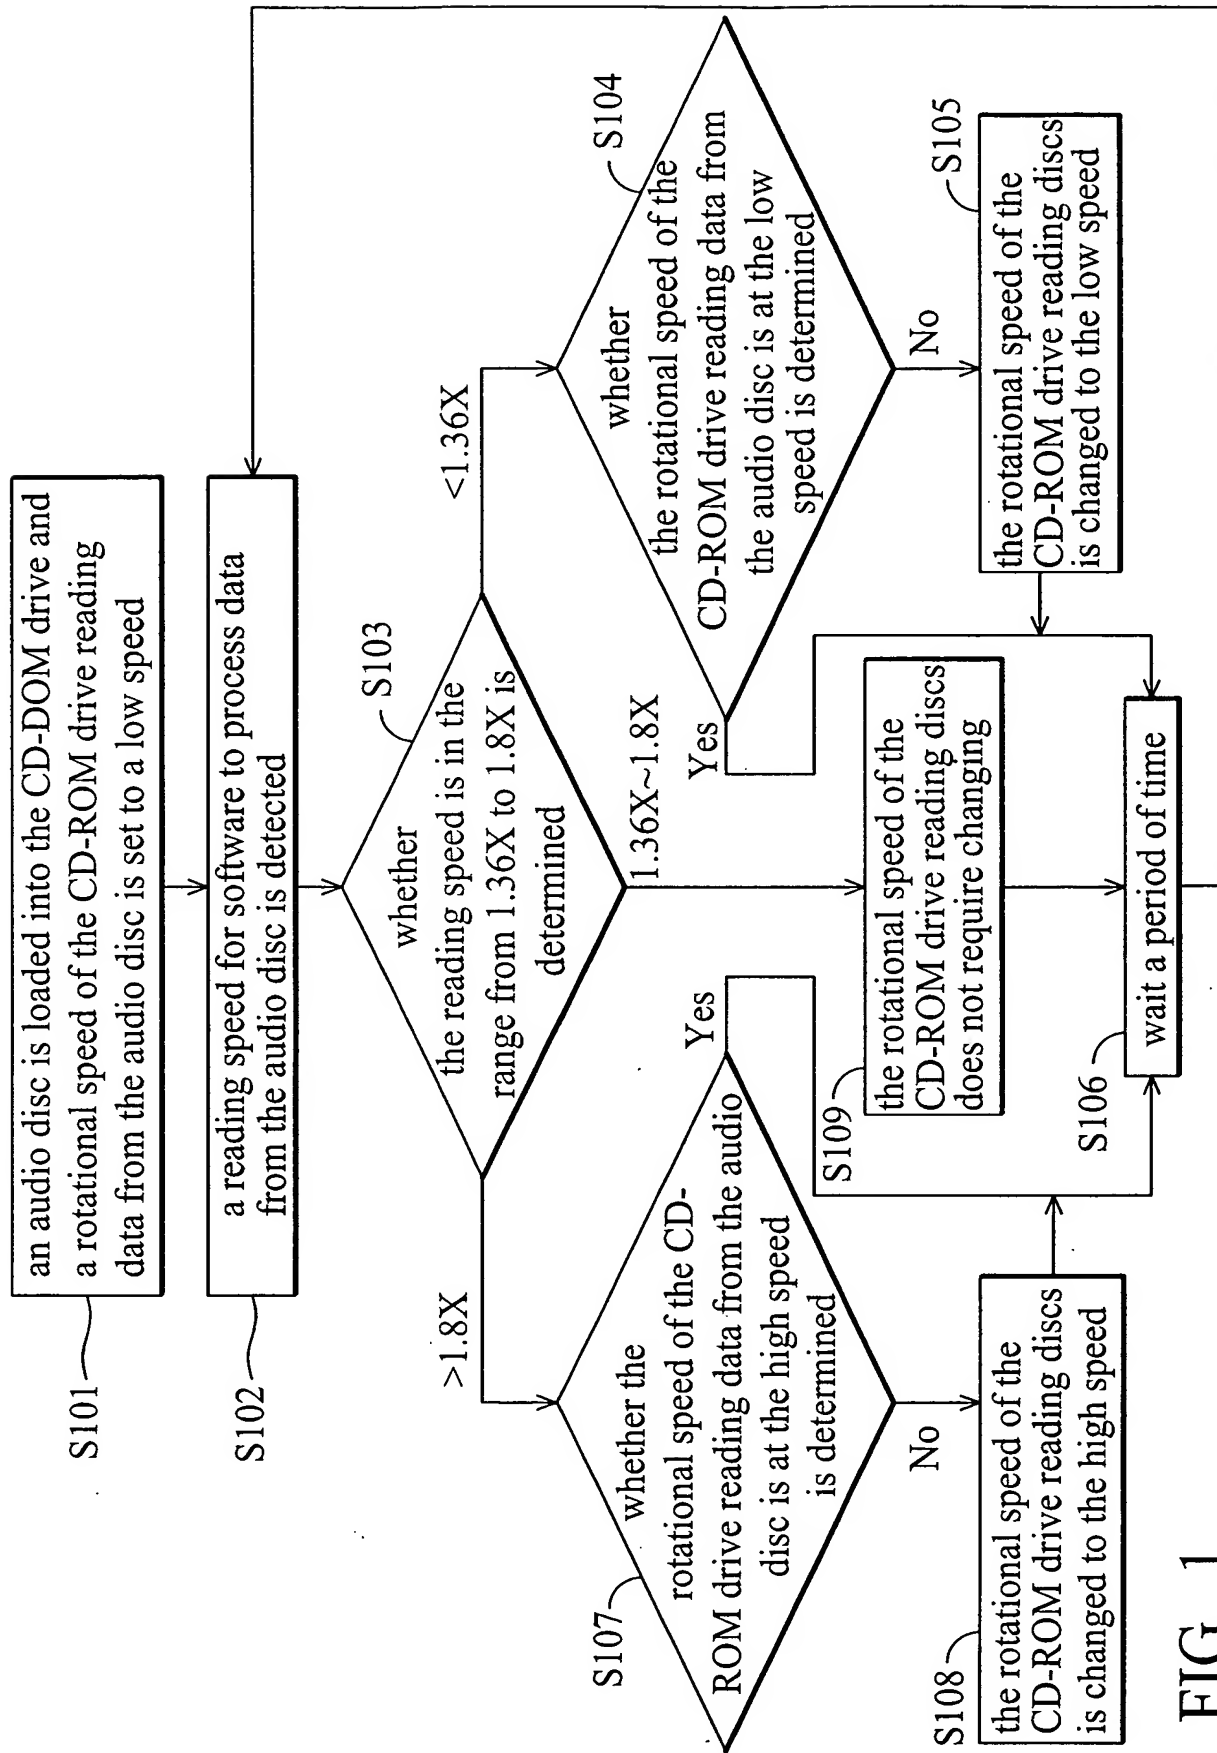 S101
an audio disc is loaded into the CD-DOM drive and
a rotational speed of the CD-ROM drive reading
data from the audio disc is set to a low speed
S102
a reading speed for software to process data
from the audio disc is detected
S103
whether
the reading speed is in the
range from 1.36X to 1.8X is
determined
>1.8X
1.36X~1.8X
<1.36X
S107
whether the
rotational speed of the CD-
ROM drive reading data from the audio
disc is at the high speed
is determined
Yes
No
S104
whether
the rotational speed of the
CD-ROM drive reading data from
the audio disc is at the low
speed is determined
Yes
No
S109
the rotational speed of the
CD-ROM drive reading discs
does not require changing
S108
the rotational speed of the
CD-ROM drive reading discs
is changed to the high speed
S105
the rotational speed of the
CD-ROM drive reading discs
is changed to the low speed
S106
wait a period of time
FIG. 1